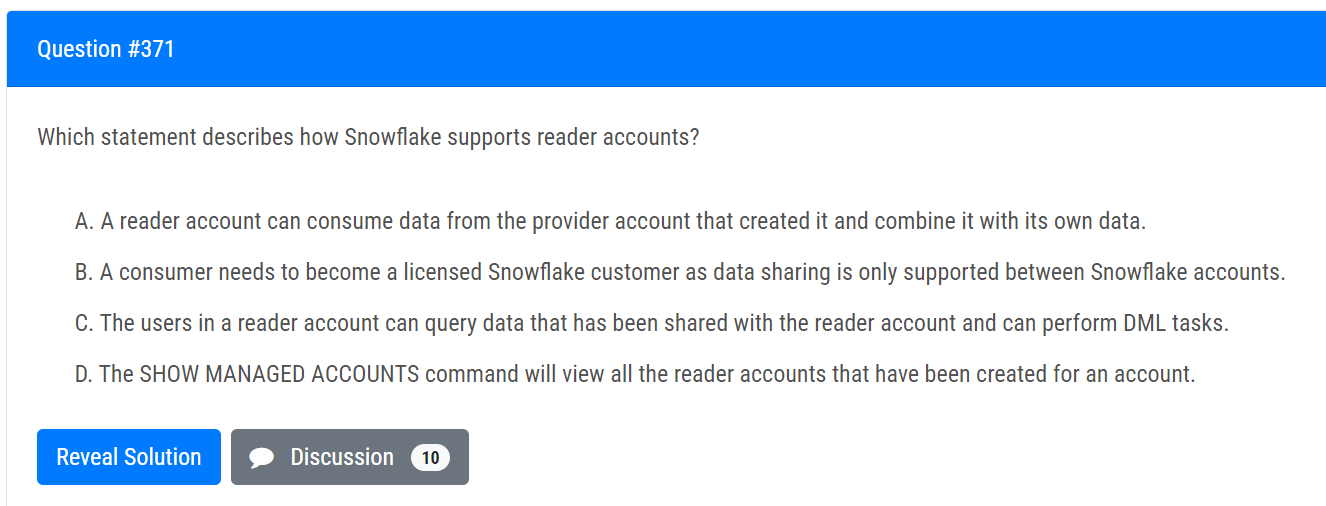 Question #371
Which statement describes how Snowflake supports reader accounts?
A. A reader account can consume data from the provider account that created it and combine it with its own data.
B. A consumer needs to become a licensed Snowflake customer as data sharing is only supported between Snowflake accounts.
C. The users in a reader account can query data that has been shared with the reader account and can perform DML tasks.
D. The SHOW MANAGED ACCOUNTS command will view all the reader accounts that have been created for an account.
Reveal Solution Discussion 10